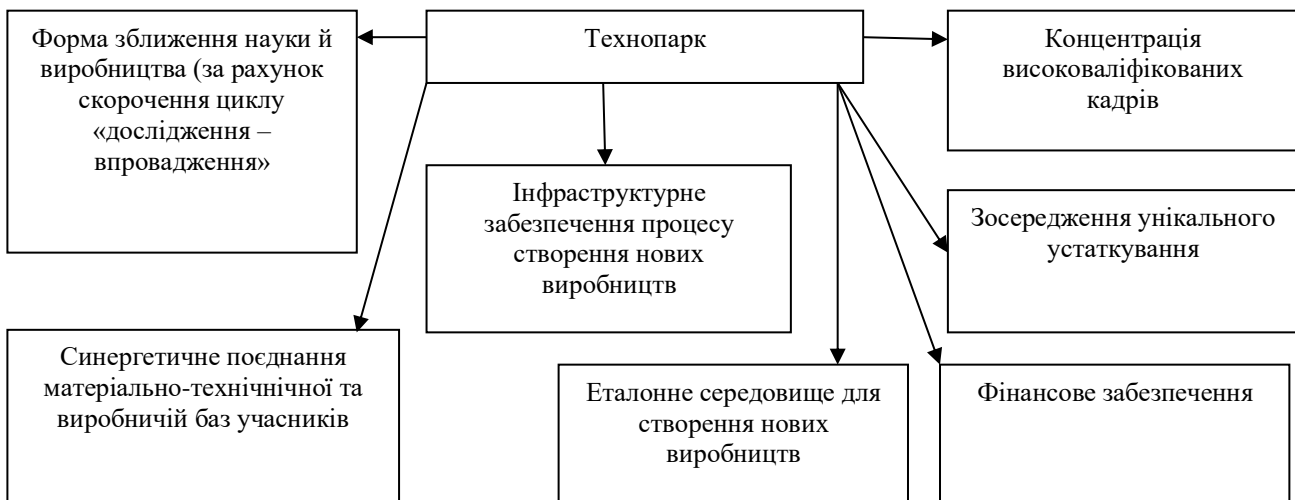 Форма зближення науки й
виробництва (за рахунок
скорочення циклу
«дослідження –
впровадження»
Технопарк
Концентрація
висококваліфікованих
кадрів
Інфраструктурне
забезпечення процесу
створення нових
виробництв
Зосередження унікального
устаткування
Синергетичне поєднання
матеріально-технічнічної та
виробничій баз учасників
Еталонне середовище для
створення нових
виробництв
Фінансове забезпечення